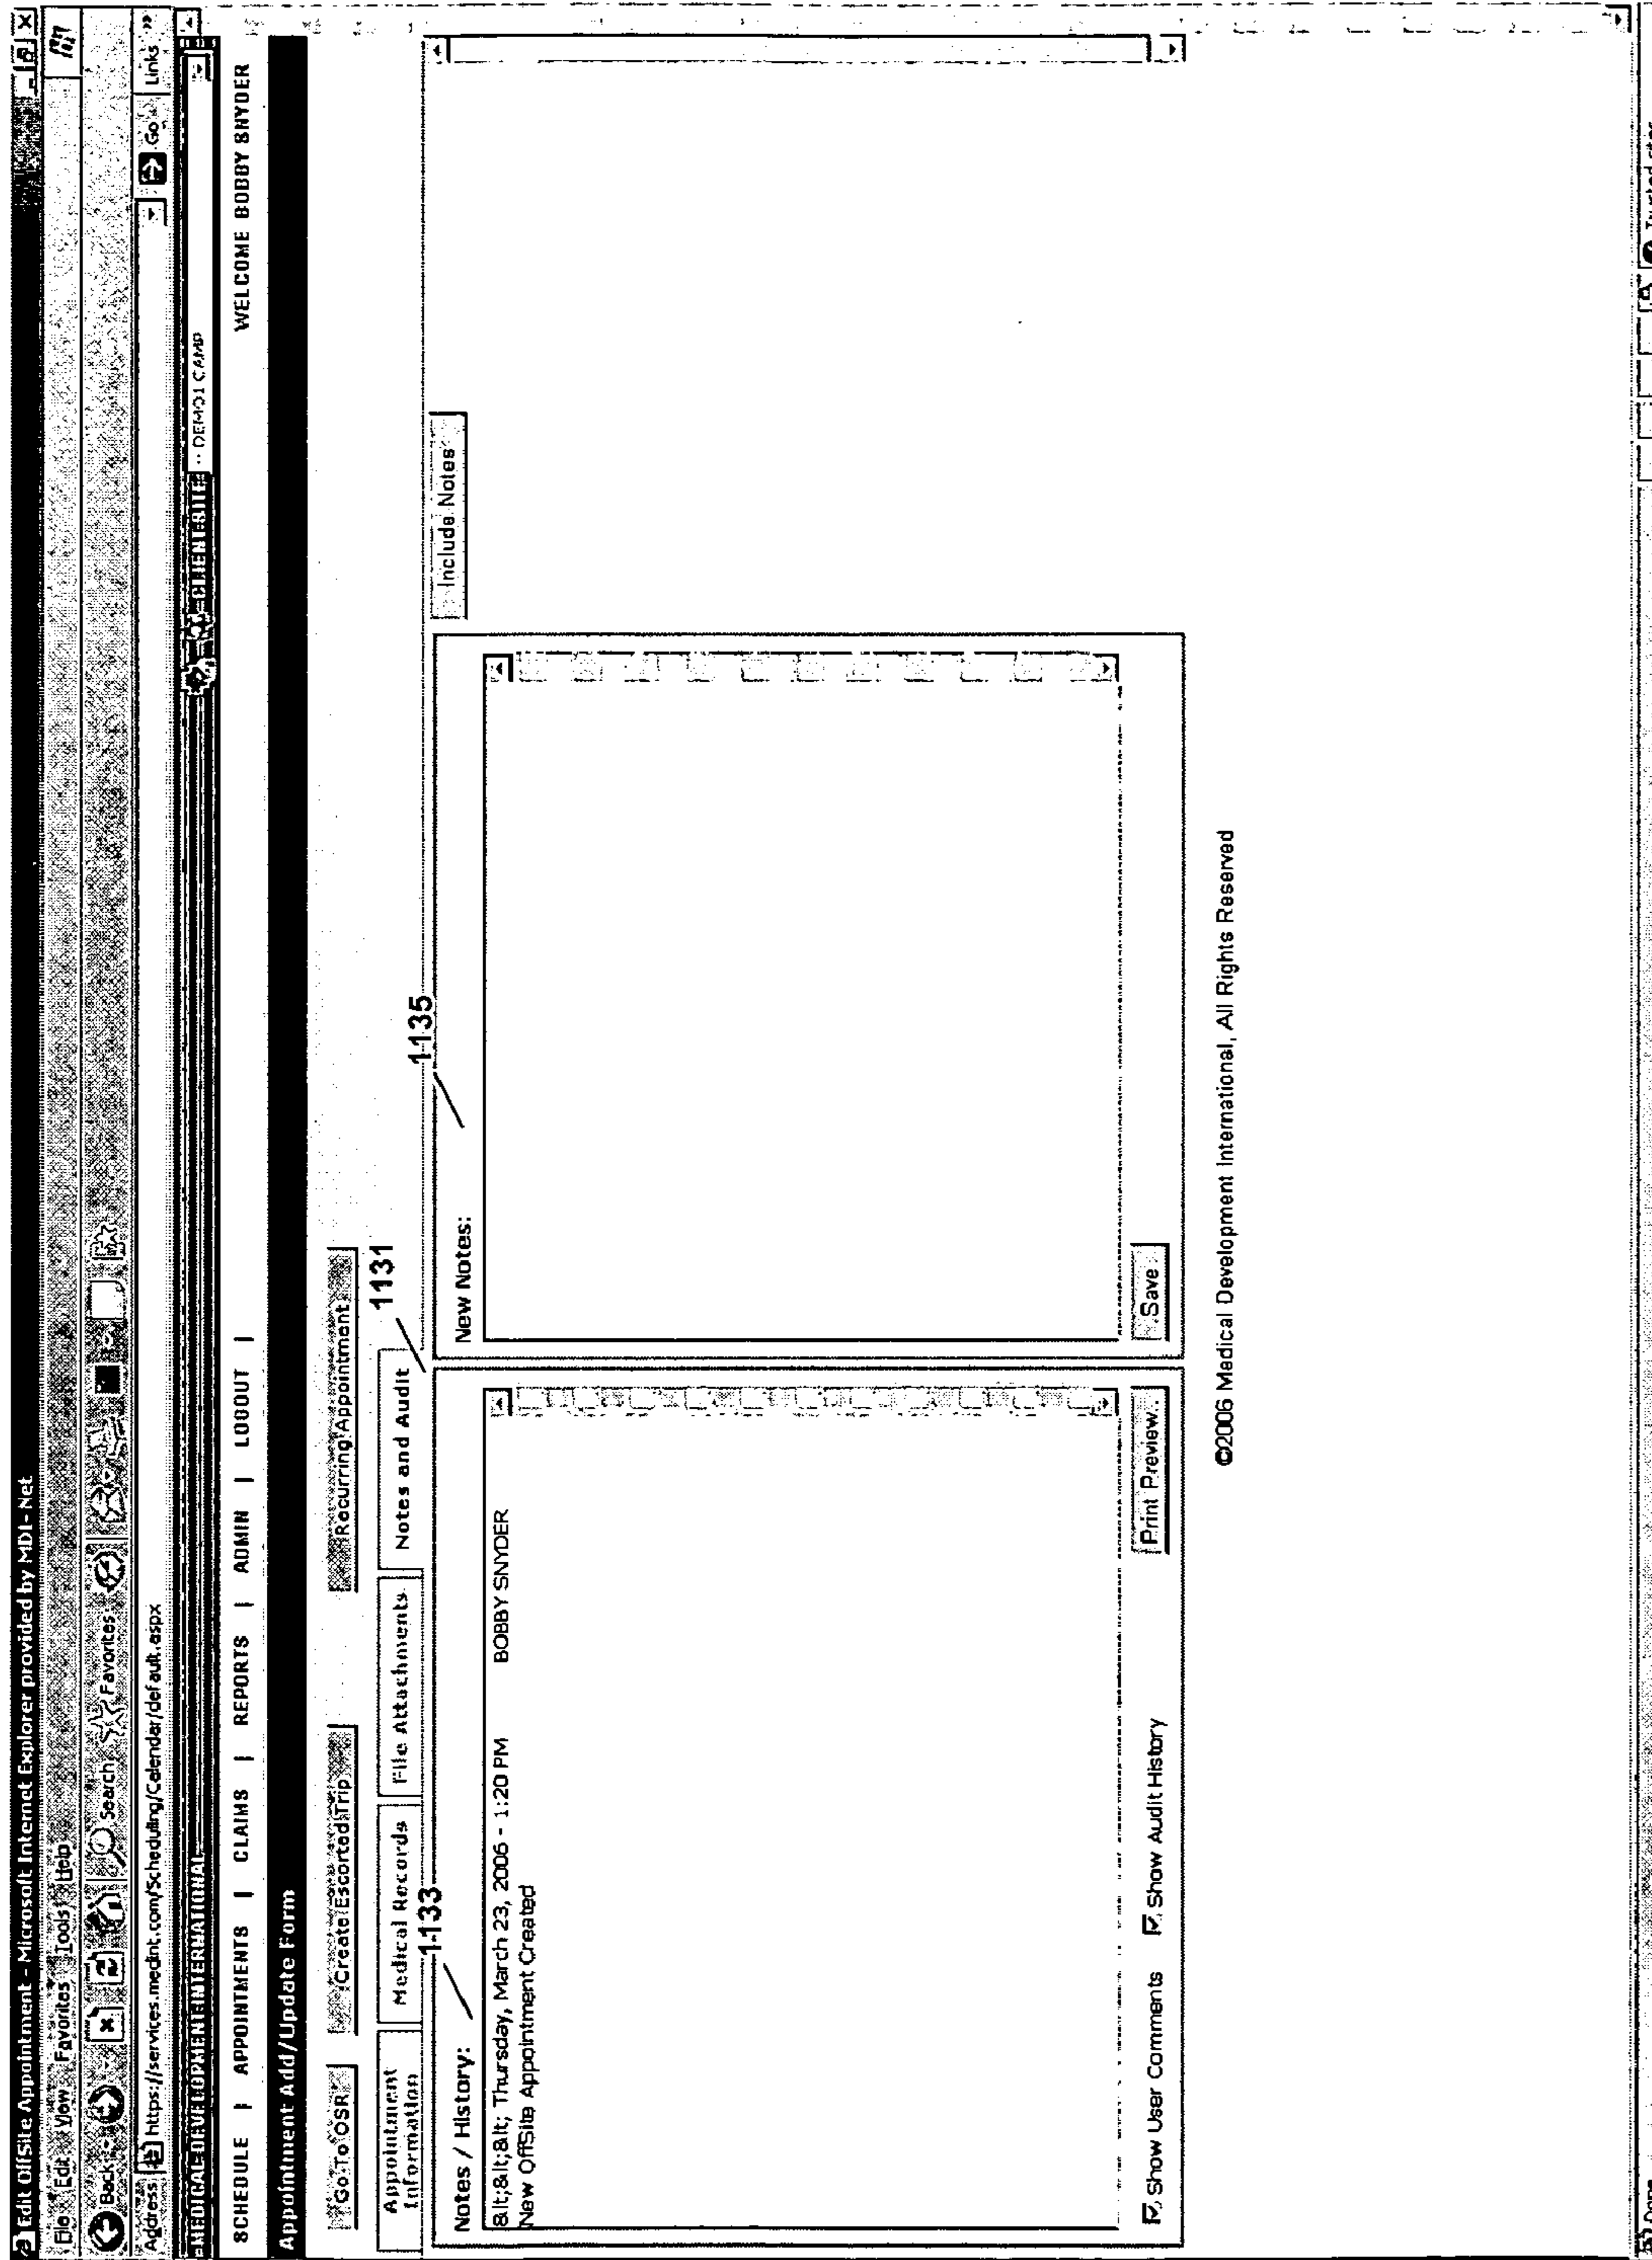 Edit OffSite Appointment - Microsoft Internet Explorer provided by MDI-Net
File Edit View Favorites Tools Help
Back Search Favorites
Address https://services.medint.com/Scheduling/Calendar/default.aspx Go Links »
MEDICAL DEVELOPMENT INTERNATIONAL CLIENT SITE -- DEMO1 CAMP
SCHEDULE | APPOINTMENTS | CLAIMS | REPORTS | ADMIN | LOGOUT | WELCOME BOBBY SNYDER
Appointment Add/Update Form
Go To OSR Create Escorted Trip Recurring Appointment
1131
Appointment Information Medical Records File Attachments Notes and Audit
1133 1135
Include Notes
Notes / History: New Notes:
&lt;&lt;&lt; Thursday, March 23, 2006 - 1:20 PM BOBBY SNYDER
New OffSite Appointment Created
Show User Comments Show Audit History Print Preview.. Save
©2006 Medical Development International, All Rights Reserved
Done Trusted sites